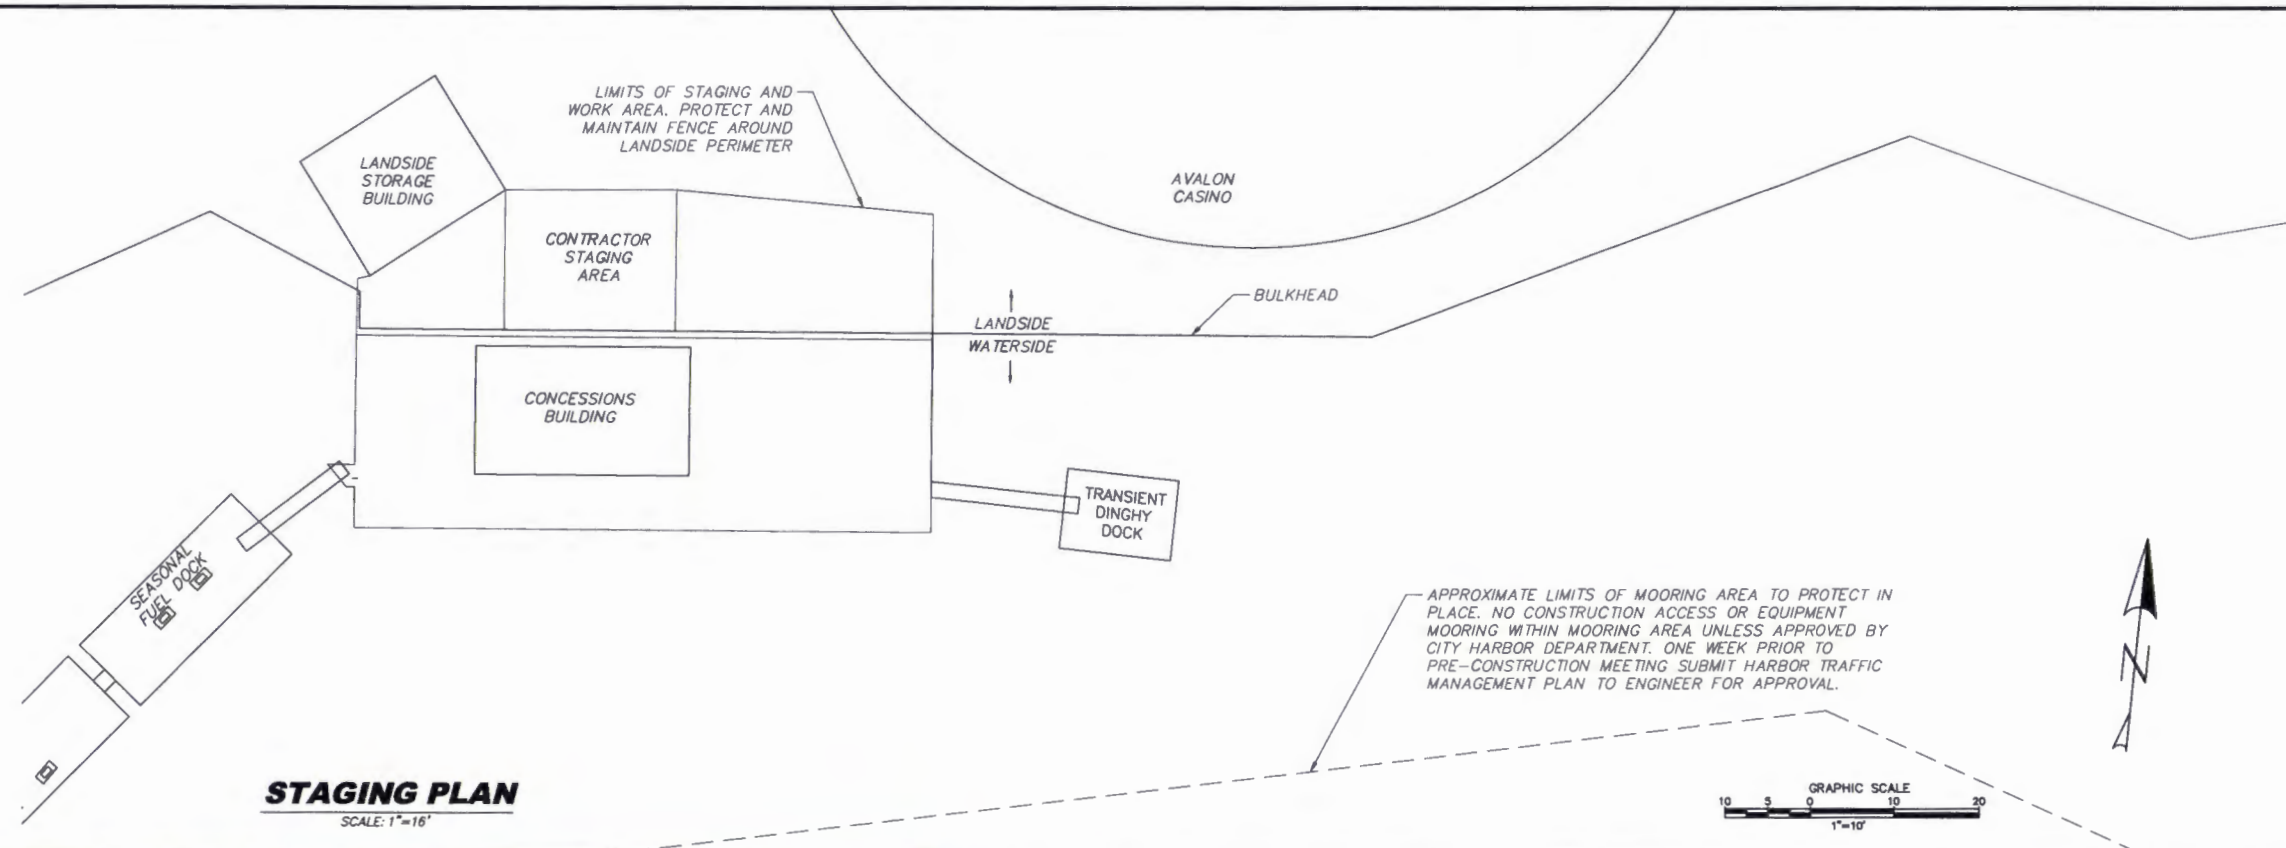 LIMITS OF STAGING AND
WORK AREA. PROTECT AND
MAINTAIN FENCE AROUND
LANDSIDE PERIMETER
LANDSIDE
STORAGE
BUILDING
AVALON
CASINO
CONTRACTOR
STAGING
AREA
BULKHEAD
LANDSIDE
WATERSIDE
CONCESSIONS
BUILDING
TRANSIENT
DINGHY
DOCK
SEASONAL
FUEL DOCK
APPROXIMATE LIMITS OF MOORING AREA TO PROTECT IN
PLACE. NO CONSTRUCTION ACCESS OR EQUIPMENT
MOORING WITHIN MOORING AREA UNLESS APPROVED BY
CITY HARBOR DEPARTMENT. ONE WEEK PRIOR TO
PRE-CONSTRUCTION MEETING SUBMIT HARBOR TRAFFIC
MANAGEMENT PLAN TO ENGINEER FOR APPROVAL.
N
STAGING PLAN
SCALE: 1"=16'
GRAPHIC SCALE
10 5 0 10 20
1"=10'